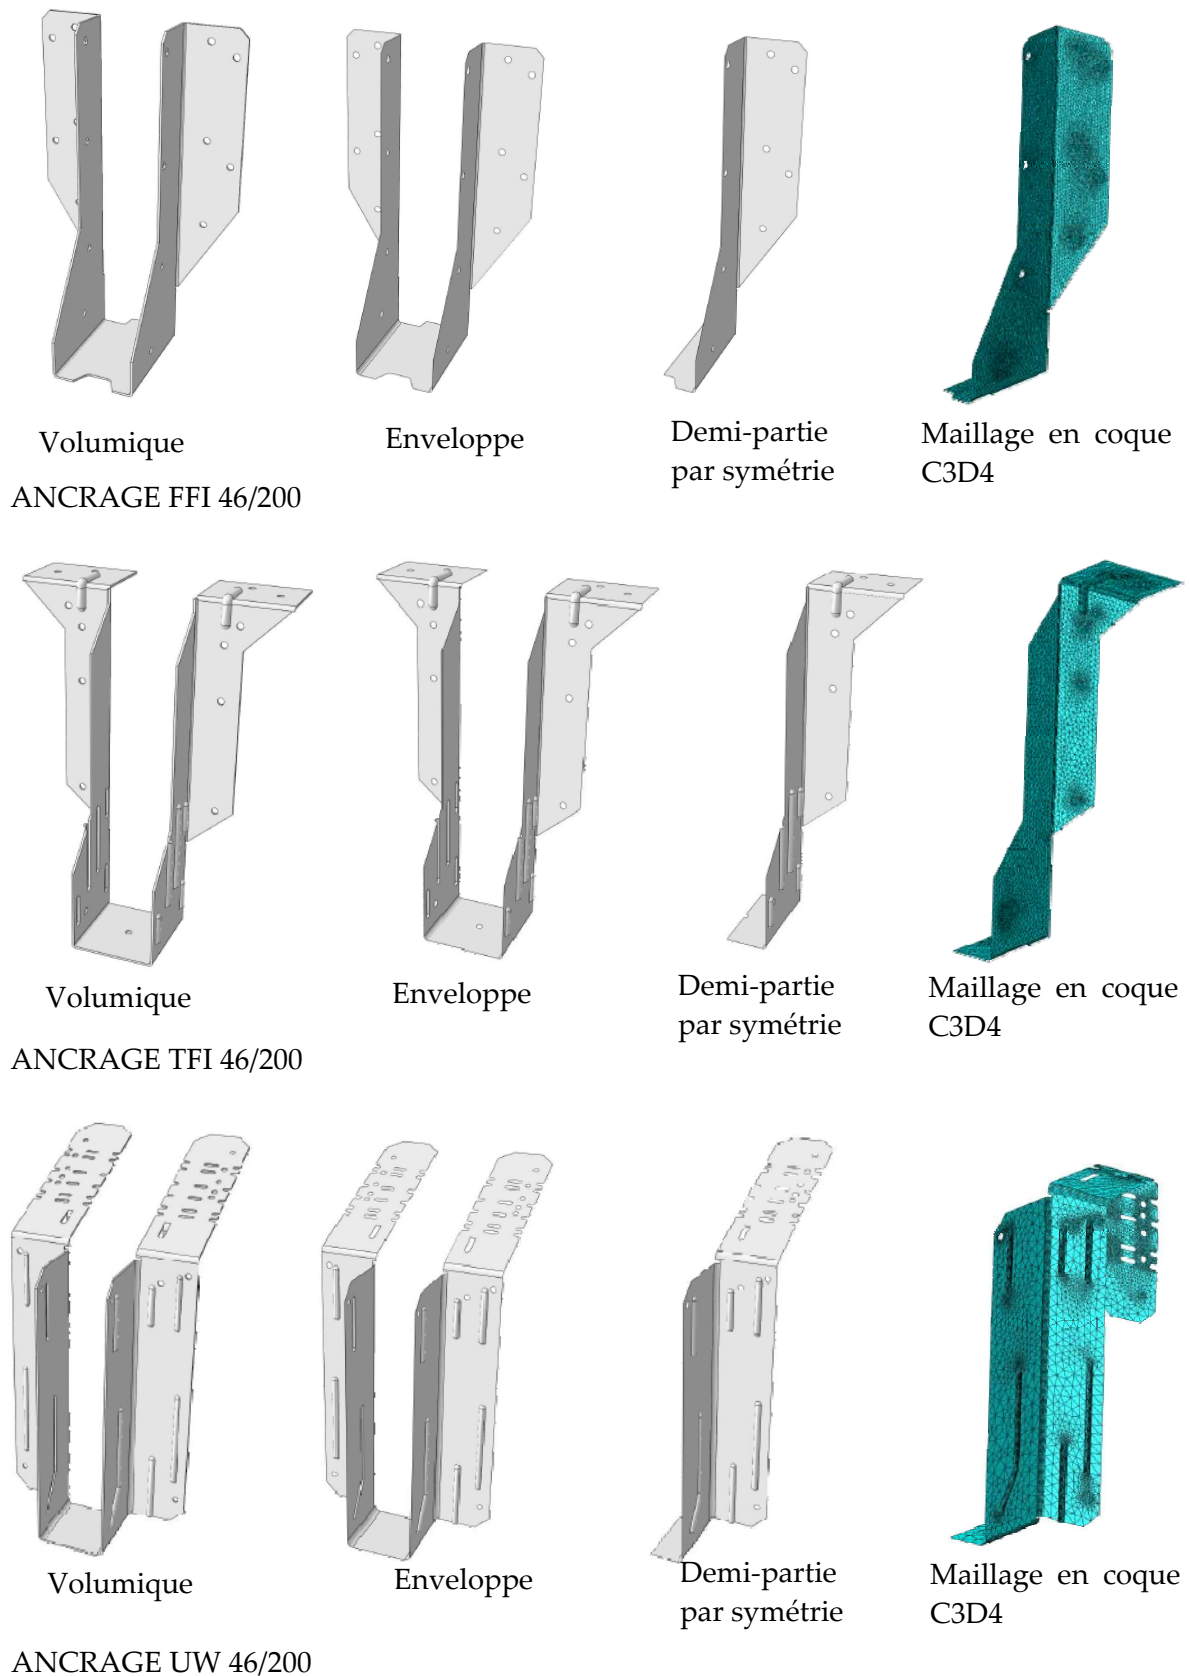 Volumique
Enveloppe
Demi-partie
par symétrie
Maillage en coque
C3D4
ANCRAGE FFI 46/200
Volumique
Enveloppe
Demi-partie
par symétrie
Maillage en coque
C3D4
ANCRAGE TFI 46/200
Volumique
Enveloppe
Demi-partie
par symétrie
Maillage en coque
C3D4
ANCRAGE UW 46/200